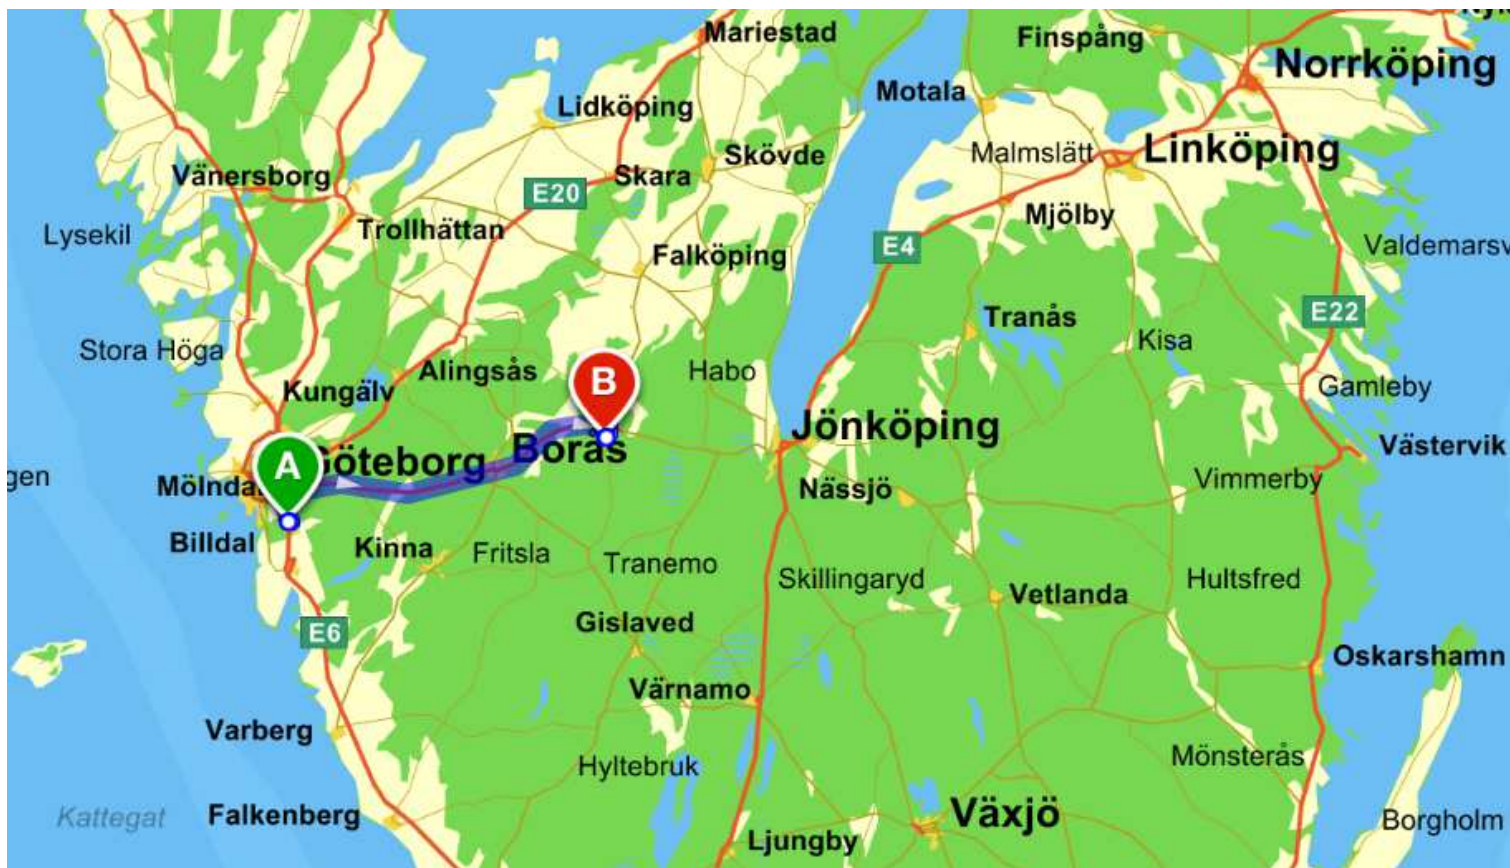 Mariestad
Finspång
Norrköping
Motala
Lidköping
Malmslätt
Linköping
Skövde
Vänersborg
E20
Skara
Mjölby
Lysekil
Trollhättan
E4
Valdemarsv
Falköping
E22
Tranås
Kisa
Stora Höga
Alingsås
Habo
B
Kungälv
Gamleby
Jönköping
Göteborg
Borås
Västervik
A
gen
Mölndal
Nässjö
Vimmerby
Billdal
Kinna
Fritsla
Tranemo
Skillingaryd
Hultsfred
Vetlanda
Gislaved
E6
Oskarshamn
Värnamo
Varberg
Hyltebruk
Mönsterås
Kattegat
Falkenberg
Växjö
Borgholm
Ljungby